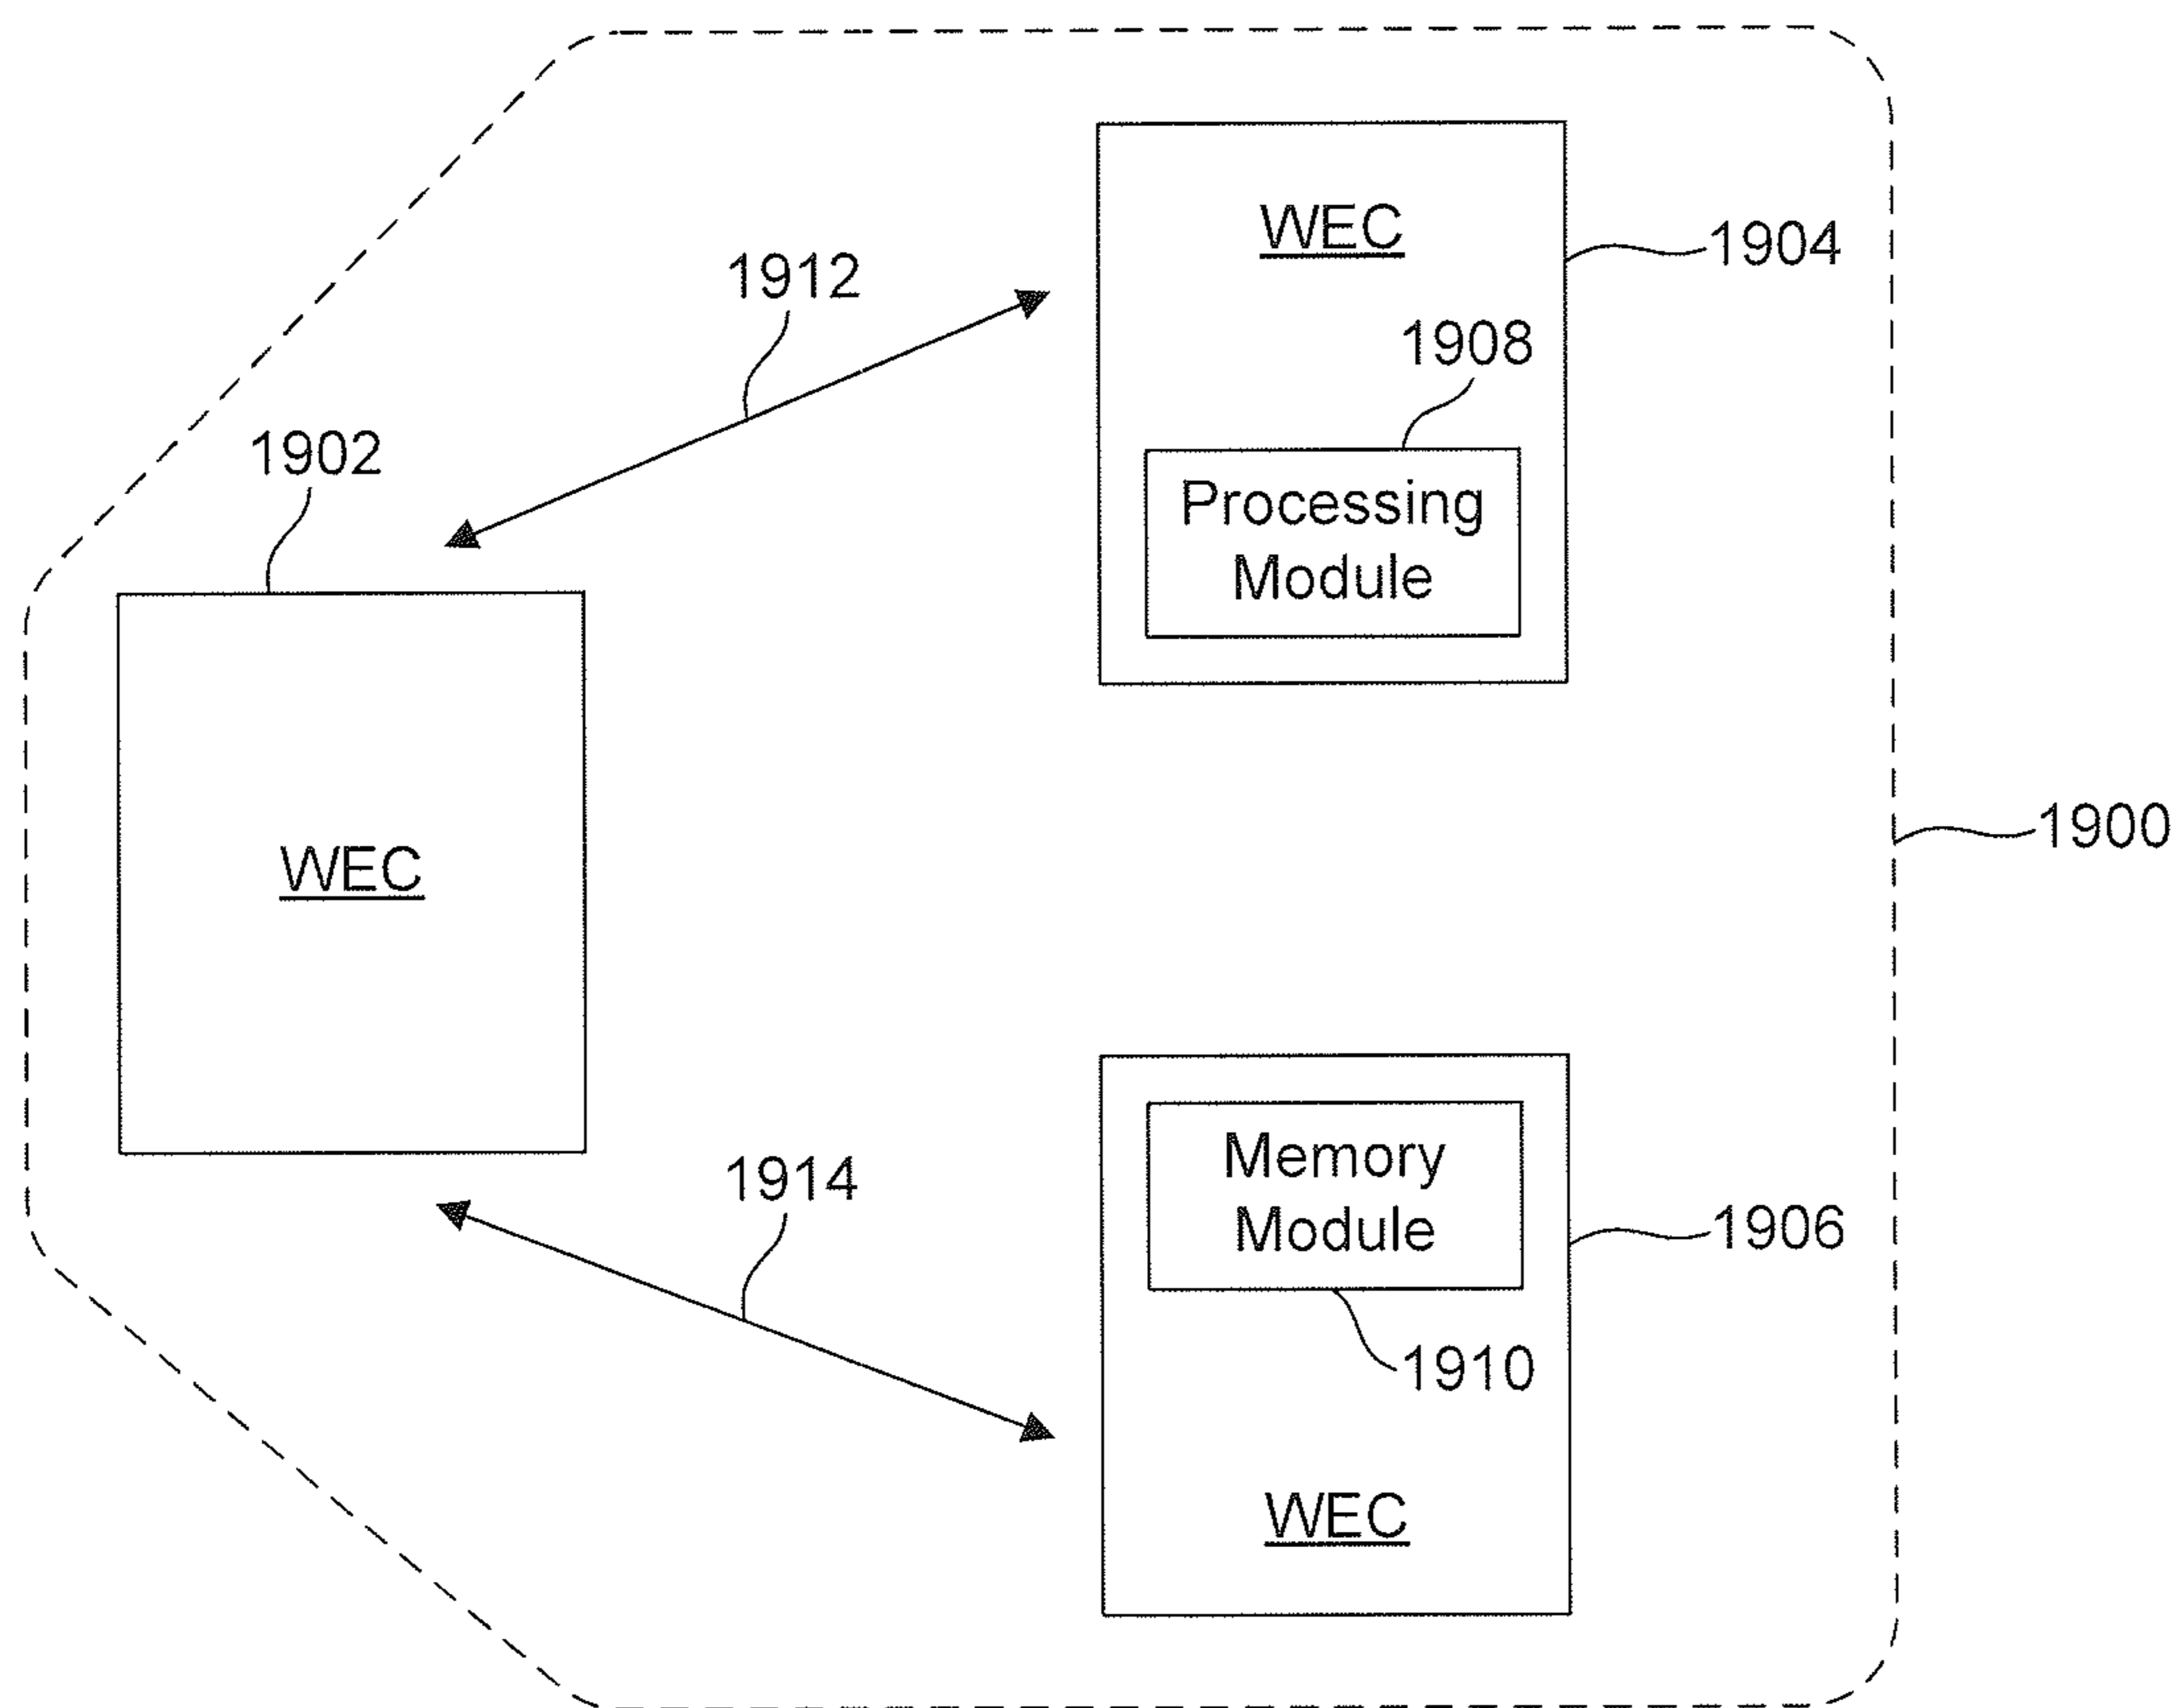 WEC
1904
1912
1908
Processing
Module
1902
1900
WEC
Memory
Module
1914
1906
1910
WEC